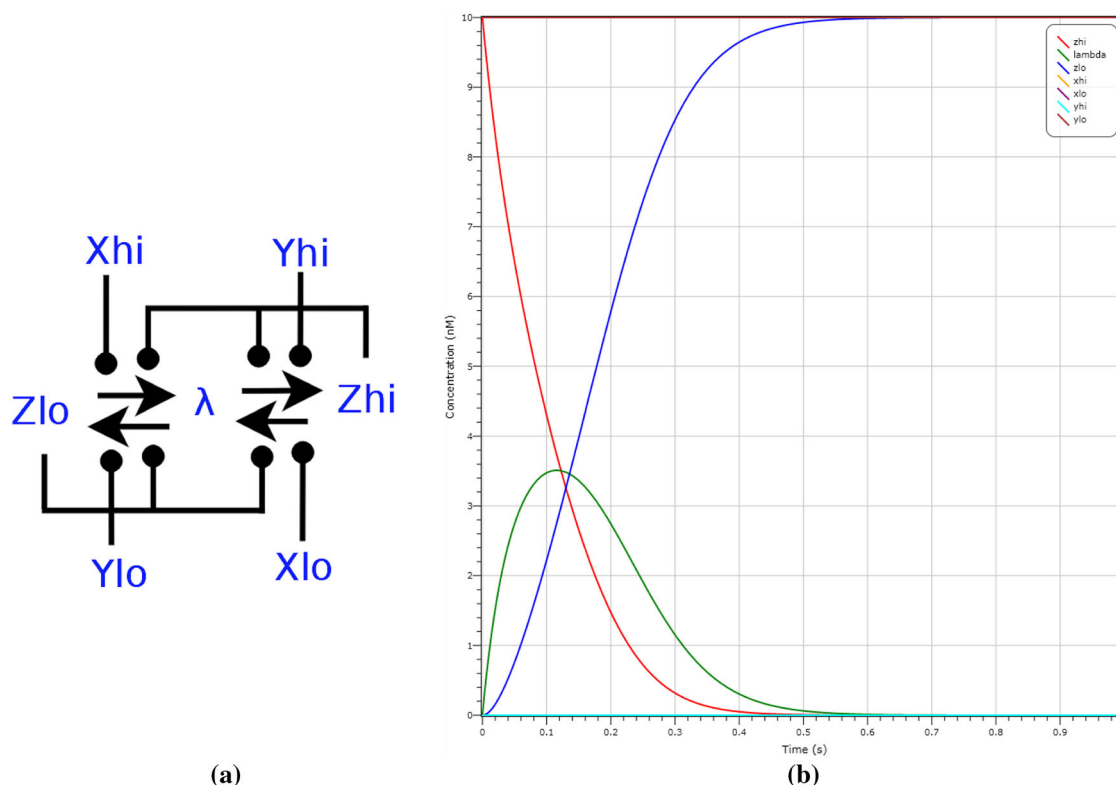 Xhi
Yhi
Zlo
λ
Zhi
Ylo
Xlo
(a)
Concentration (nM)
10
9
8
7
6
5
4
3
2
1
0
0
0.1
0.2
0.3
0.4
0.5
0.6
0.7
0.8
0.9
Time (s)
zhi
lambda
zlo
xhi
xlo
yhi
ylo
(b)